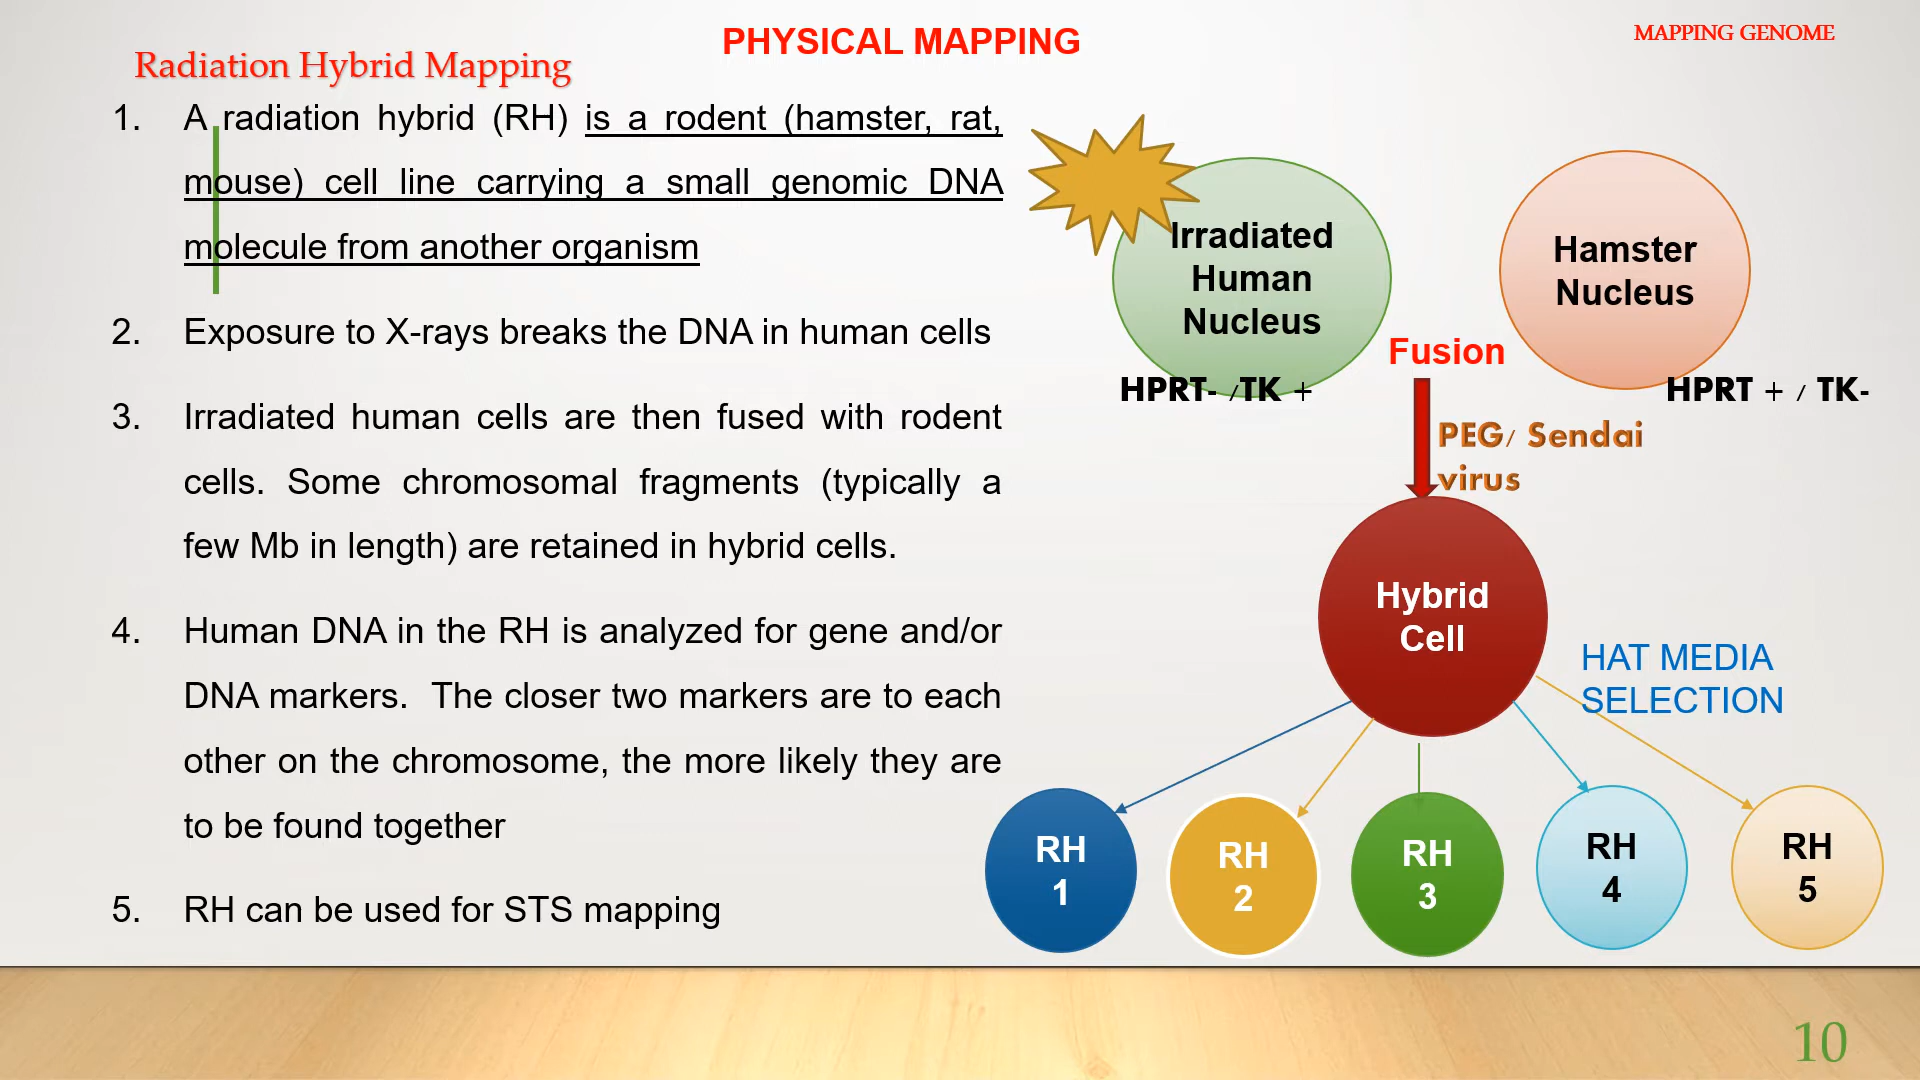 PHYSICAL MAPPING
MAPPING GENOME
Radiation Hybrid Mapping
1. A radiation hybrid (RH) is a rodent (hamster, rat,
mouse) cell line carrying a small genomic DNA
molecule from another organism
2. Exposure to X-rays breaks the DNA in human cells
3. Irradiated human cells are then fused with rodent
cells. Some chromosomal fragments (typically a
few Mb in length) are retained in hybrid cells.
4. Human DNA in the RH is analyzed for gene and/or
DNA markers. The closer two markers are to each
other on the chromosome, the more likely they are
to be found together
5. RH can be used for STS mapping
Irradiated
Human
Nucleus
Hamster
Nucleus
Fusion
HPRT- /TK +
HPRT + / TK-
PEG/ Sendai
virus
Hybrid
Cell
HAT MEDIA
SELECTION
RH
1
RH
2
RH
3
RH
4
RH
5
10